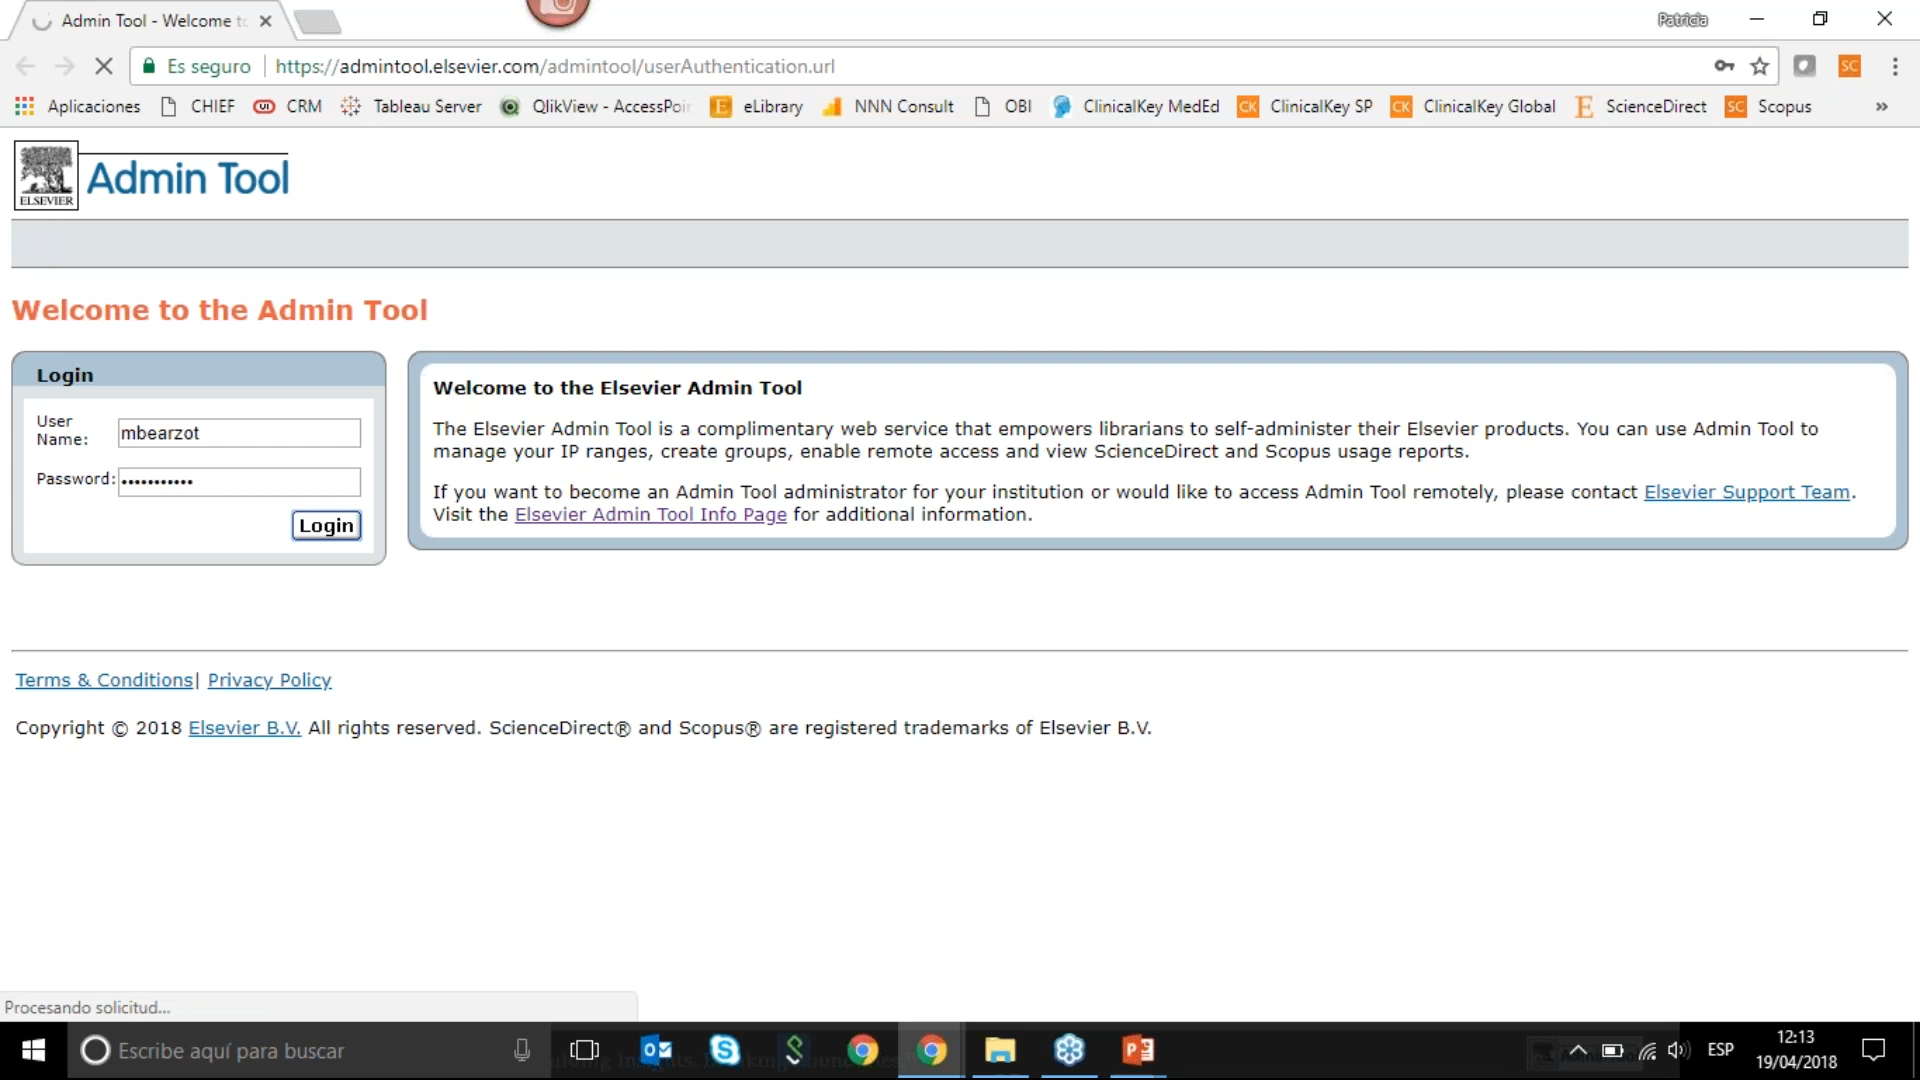 Admin Tool - Welcome to
Patricia
Es seguro https://admintool.elsevier.com/admintool/userAuthentication.url
SC
Aplicaciones CHIEF CRM Tableau Server QlikView - AccessPoin eLibrary NNN Consult OBI ClinicalKey MedEd CK ClinicalKey SP CK ClinicalKey Global ScienceDirect SC Scopus »
ELSEVIER Admin Tool
Welcome to the Admin Tool
Login
User Name: mbearzot
Password: •••••••••••
Login
Welcome to the Elsevier Admin Tool
The Elsevier Admin Tool is a complimentary web service that empowers librarians to self-administer their Elsevier products. You can use Admin Tool to
manage your IP ranges, create groups, enable remote access and view ScienceDirect and Scopus usage reports.
If you want to become an Admin Tool administrator for your institution or would like to access Admin Tool remotely, please contact Elsevier Support Team.
Visit the Elsevier Admin Tool Info Page for additional information.
Terms & Conditions| Privacy Policy
Copyright © 2018 Elsevier B.V. All rights reserved. ScienceDirect® and Scopus® are registered trademarks of Elsevier B.V.
Procesando solicitud...
Escribe aquí para buscar
ESP
12:13
19/04/2018